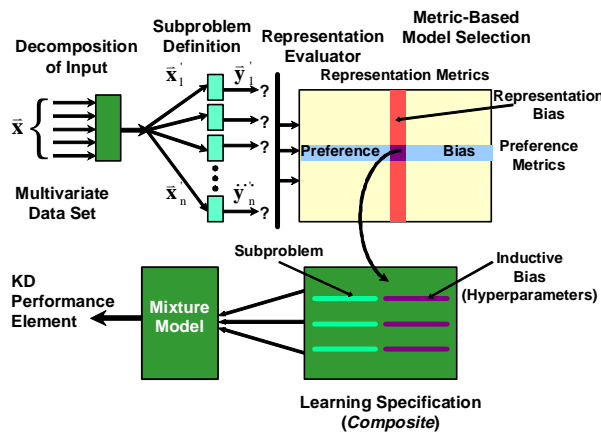 Decomposition
of Input
Subproblem
Definition
Representation
Evaluator
Metric-Based
Model Selection
Representation Metrics
x
{
x'1
y'1
?
?
?
x'n
y'n
?
Multivariate
Data Set
Preference
Bias
Representation
Bias
Preference
Metrics
KD
Performance
Element
Mixture
Model
Subproblem
Inductive
Bias
(Hyperparameters)
Learning Specification
(Composite)